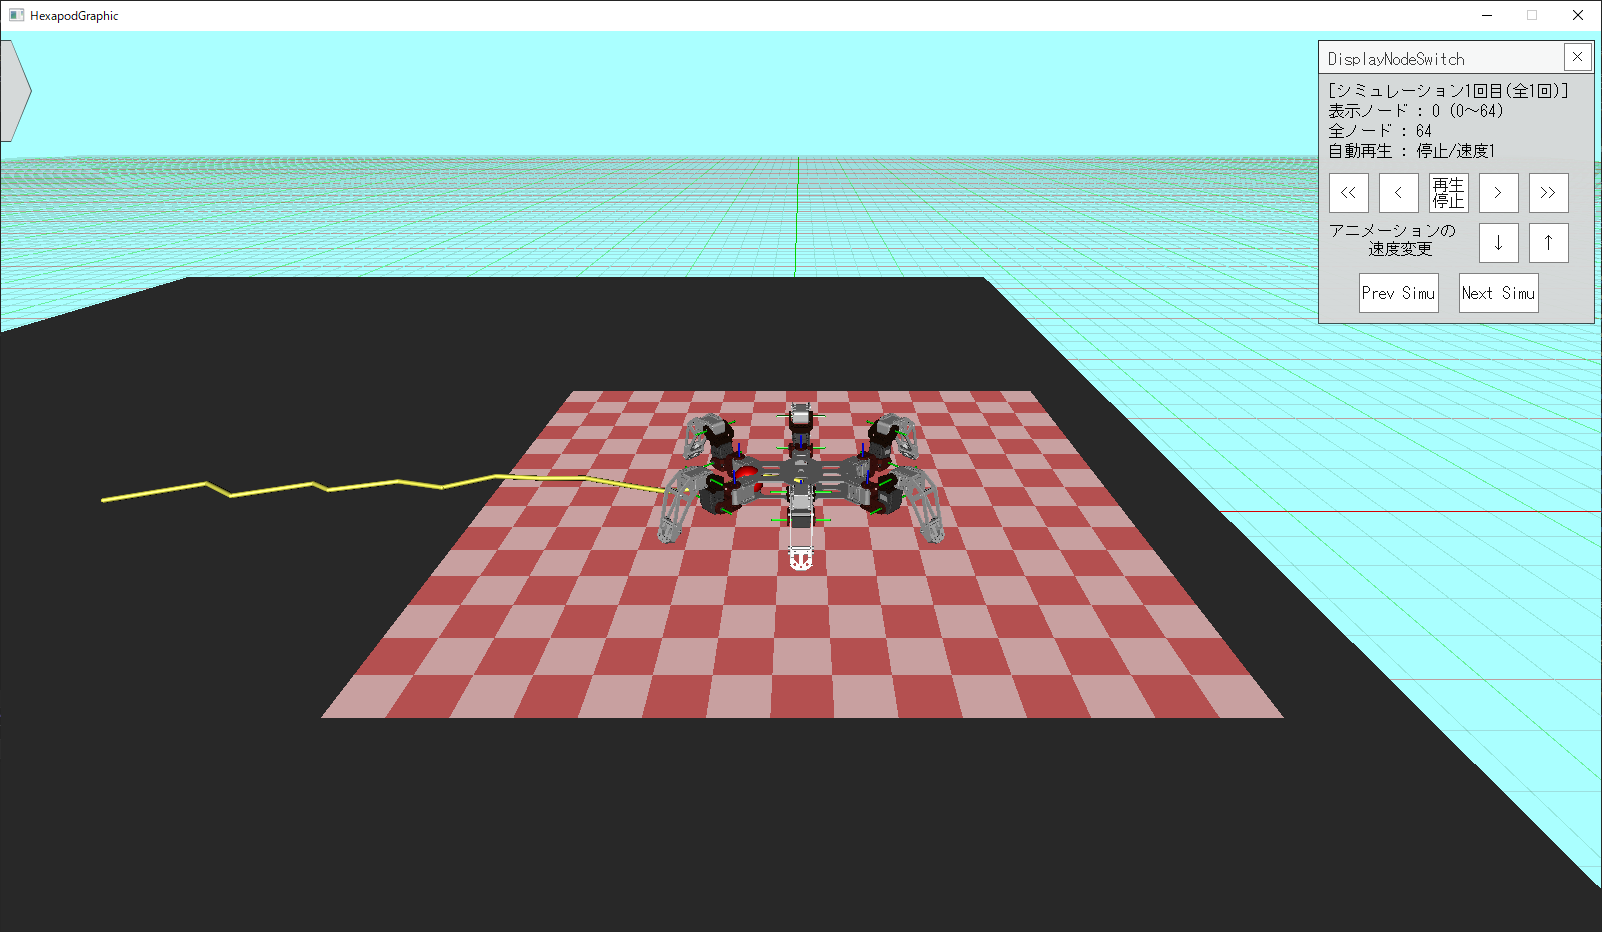 HexapodGraphic
DisplayNodeSwitch
[シミュレーション1回目(全1回)]
表示ノード : 0 (0～64)
全ノード : 64
自動再生 : 停止/速度1
<< < 再生 > >>
停止
アニメーションの
速度変更
↓ ↑
Prev Simu Next Simu